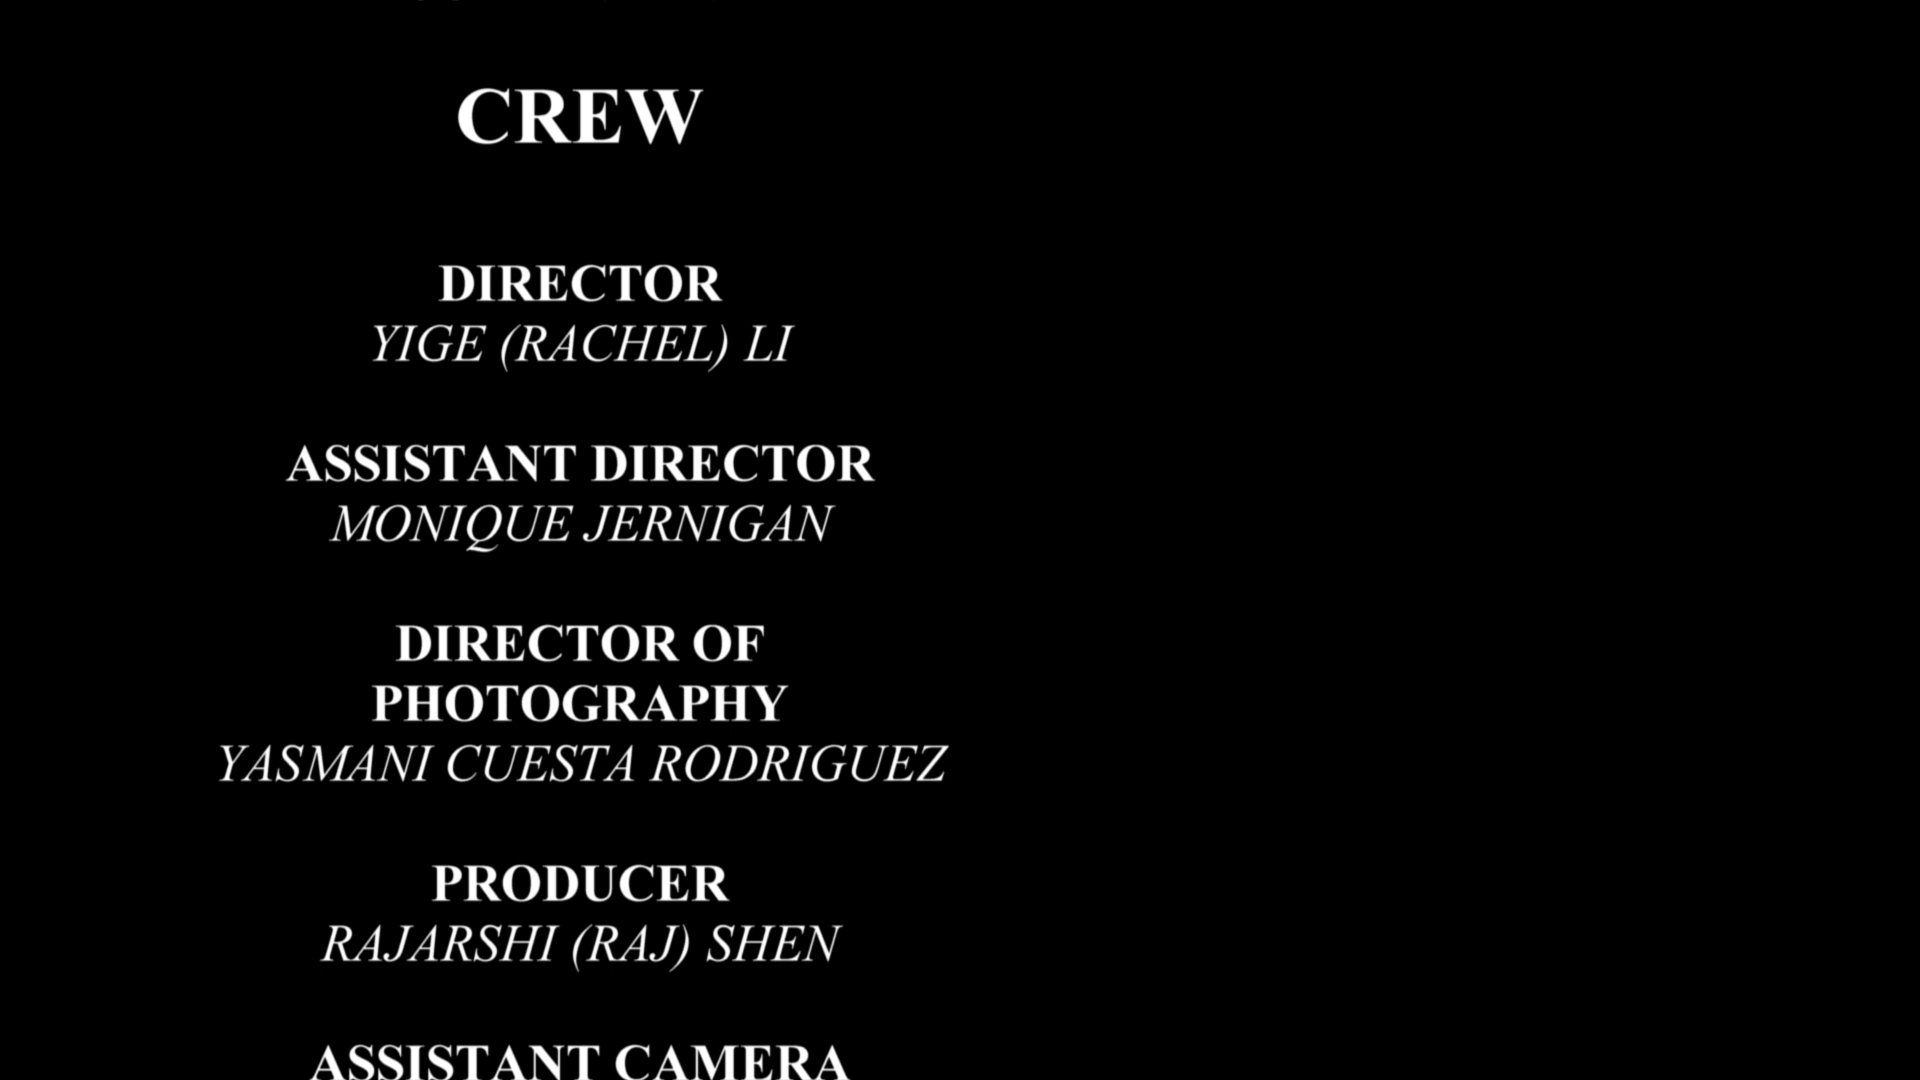 CREW
DIRECTOR
YIGE (RACHEL) LI
ASSISTANT DIRECTOR
MONIQUE JERNIGAN
DIRECTOR OF
PHOTOGRAPHY
YASMANI CUESTA RODRIGUEZ
PRODUCER
RAJARSHI (RAJ) SHEN
ASSISTANT CAMERA